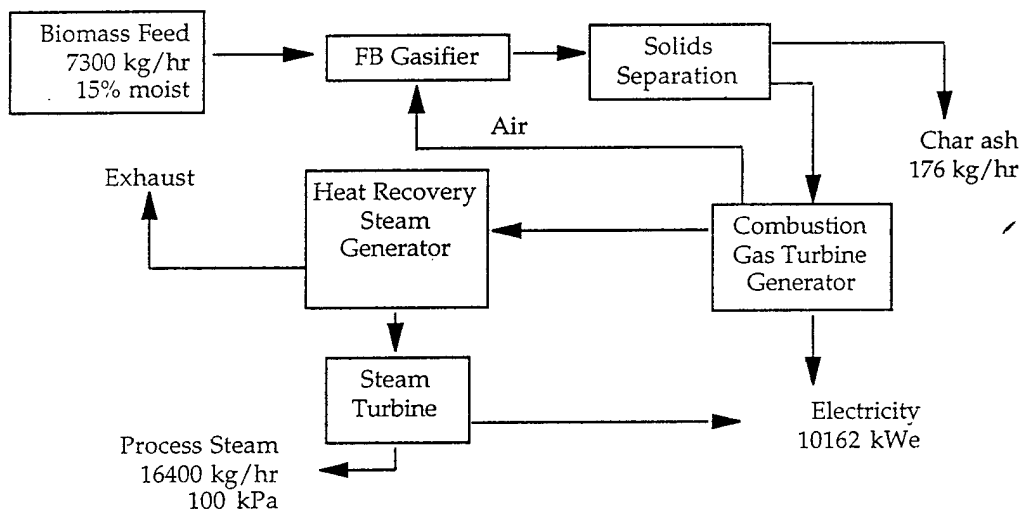 Biomass Feed
7300 kg/hr
15% moist
FB Gasifier
Solids
Separation
Air
Char ash
176 kg/hr
Exhaust
Heat Recovery
Steam
Generator
Combustion
Gas Turbine
Generator
Steam
Turbine
Electricity
10162 kWe
Process Steam
16400 kg/hr
100 kPa